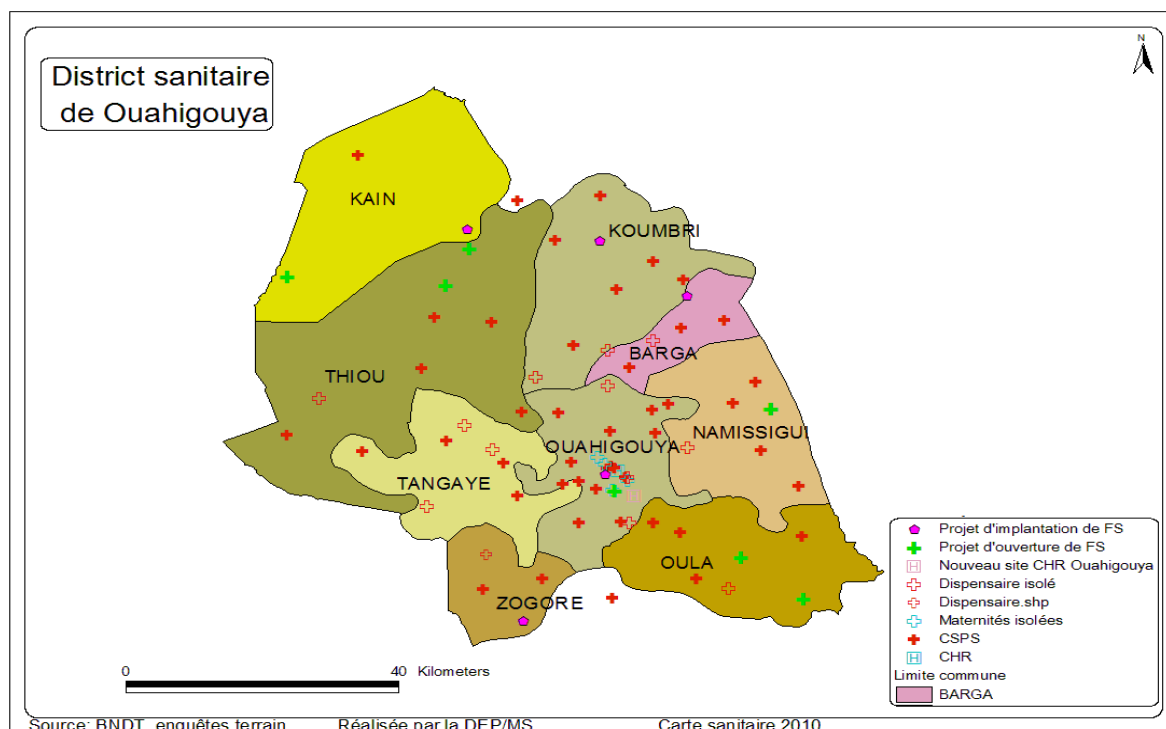 District sanitaire
de Ouahigouya
N
KAIN
KOUMBRI
BARGA
THIOU
NAMISSIGUI
OUAHIGOUYA
TANGAYE
OULA
ZOGORE
Projet d'implantation de FS
Projet d'ouverture de FS
Nouveau site CHR Ouahigouya
Dispensaire isolé
Dispensaire.shp
Maternités isolées
CSPS
CHR
Limite commune
BARGA
0 40 Kilometers
Source: BNDT, enquêtes terrain Réalisée par la DEP/MS Carte sanitaire 2010